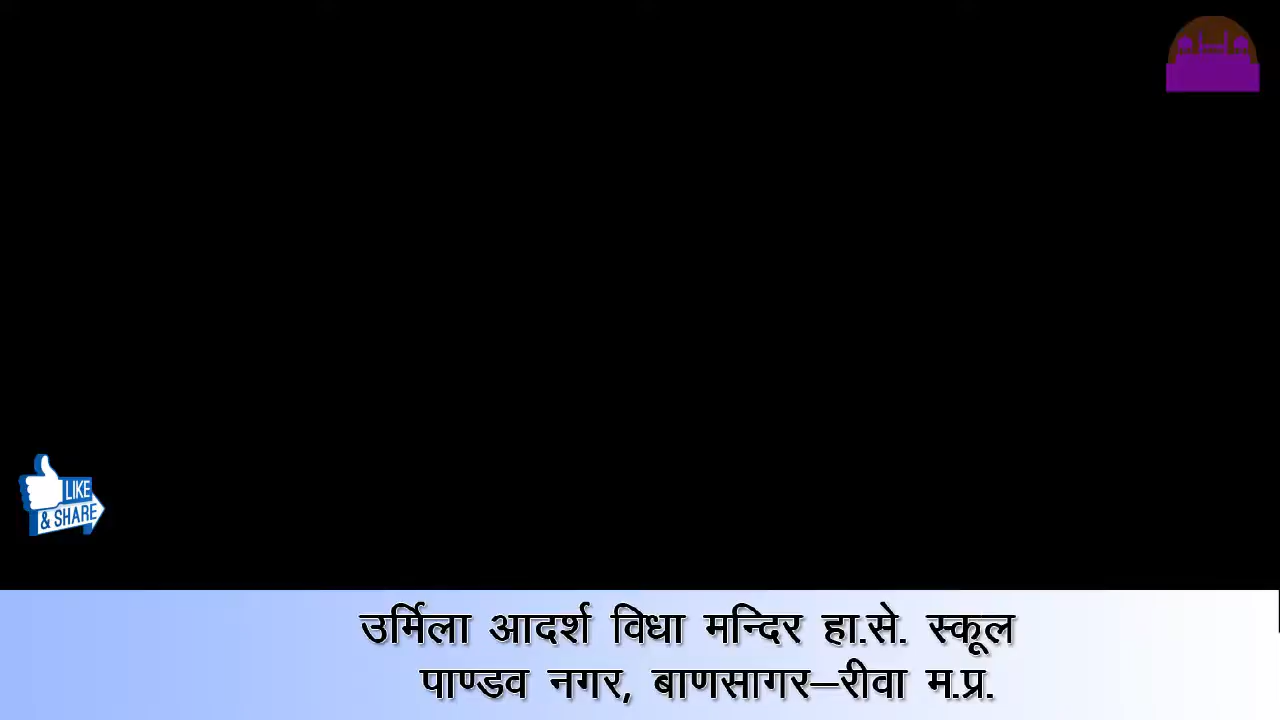 LIKE
& SHARE
उर्मिला आदर्श विधा मन्दिर हा.से. स्कूल
पाण्डव नगर, बाणसागर–रीवा म.प्र.